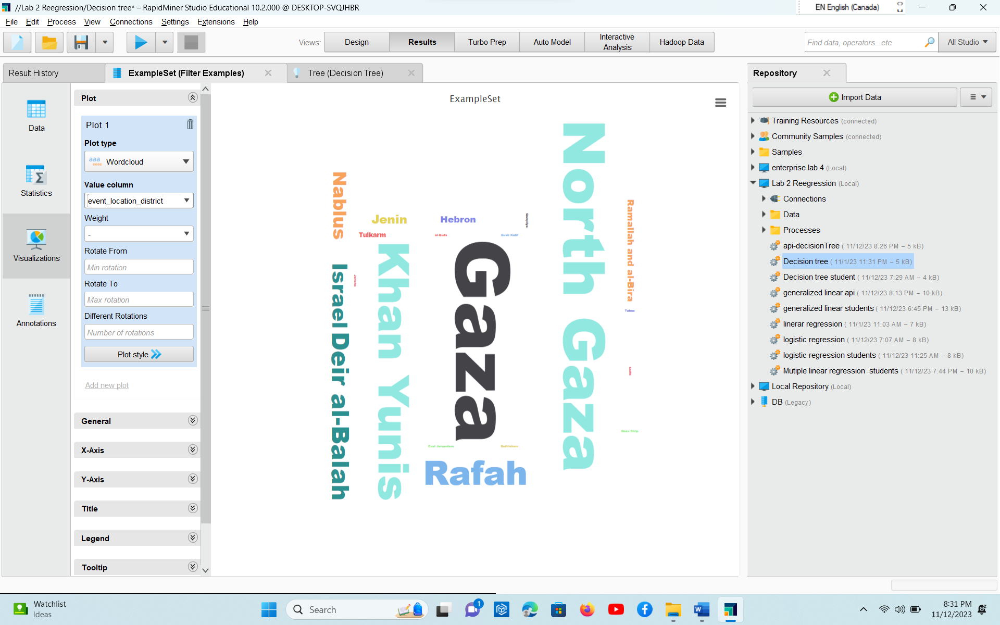 //Lab 2 Reegression/Decision tree* – RapidMiner Studio Educational 10.2.000 @ DESKTOP-SVQJHBR
EN English (Canada)
File Edit Process View Connections Settings Extensions Help
Views:
Design
Results
Turbo Prep
Auto Model
Interactive
Analysis
Hadoop Data
Find data, operators...etc
All Studio
Result History
ExampleSet (Filter Examples)
Tree (Decision Tree)
Repository
Data
Statistics
Visualizations
Annotations
Plot
Plot 1
Plot type
aaa
eeee
Wordcloud
Value column
event_location_district
Weight
-
Rotate From
Min rotation
Rotate To
Max rotation
Different Rotations
Number of rotations
Plot style
Add new plot
General
X-Axis
Y-Axis
Title
Legend
Tooltip
ExampleSet
Nablus
Jenin
Hebron
Qalqiliya
North Gaza
Ramallah and al-Bira
Tulkarm
al-Quds
Gush Katif
Khan Yunis
Gaza
Israel
Jericho
Deir al-Balah
Tubas
Salfit
Gaza Strip
East Jerusalem
Bethlehem
Rafah
Import Data
Training Resources (connected)
Community Samples (connected)
Samples
enterprise lab 4 (Local)
Lab 2 Reegression (Local)
Connections
Data
Processes
api-decisionTree ( 11/12/23 8:26 PM – 5 kB)
Decision tree ( 11/1/23 11:31 PM – 5 kB)
Decision tree student ( 11/12/23 7:29 AM – 4 kB)
generalized linear api ( 11/12/23 8:13 PM – 10 kB)
generalized linear students ( 11/12/23 6:45 PM – 13 kB)
linerar regression ( 11/1/23 11:03 AM – 7 kB)
logistic regression ( 11/12/23 7:07 AM – 8 kB)
logistic regression students ( 11/12/23 11:25 AM – 8 kB)
Mutiple linear regression students ( 11/12/23 7:44 PM – 10 kB)
Local Repository (Local)
DB (Legacy)
Watchlist
Ideas
Search
1
8:31 PM
11/12/2023